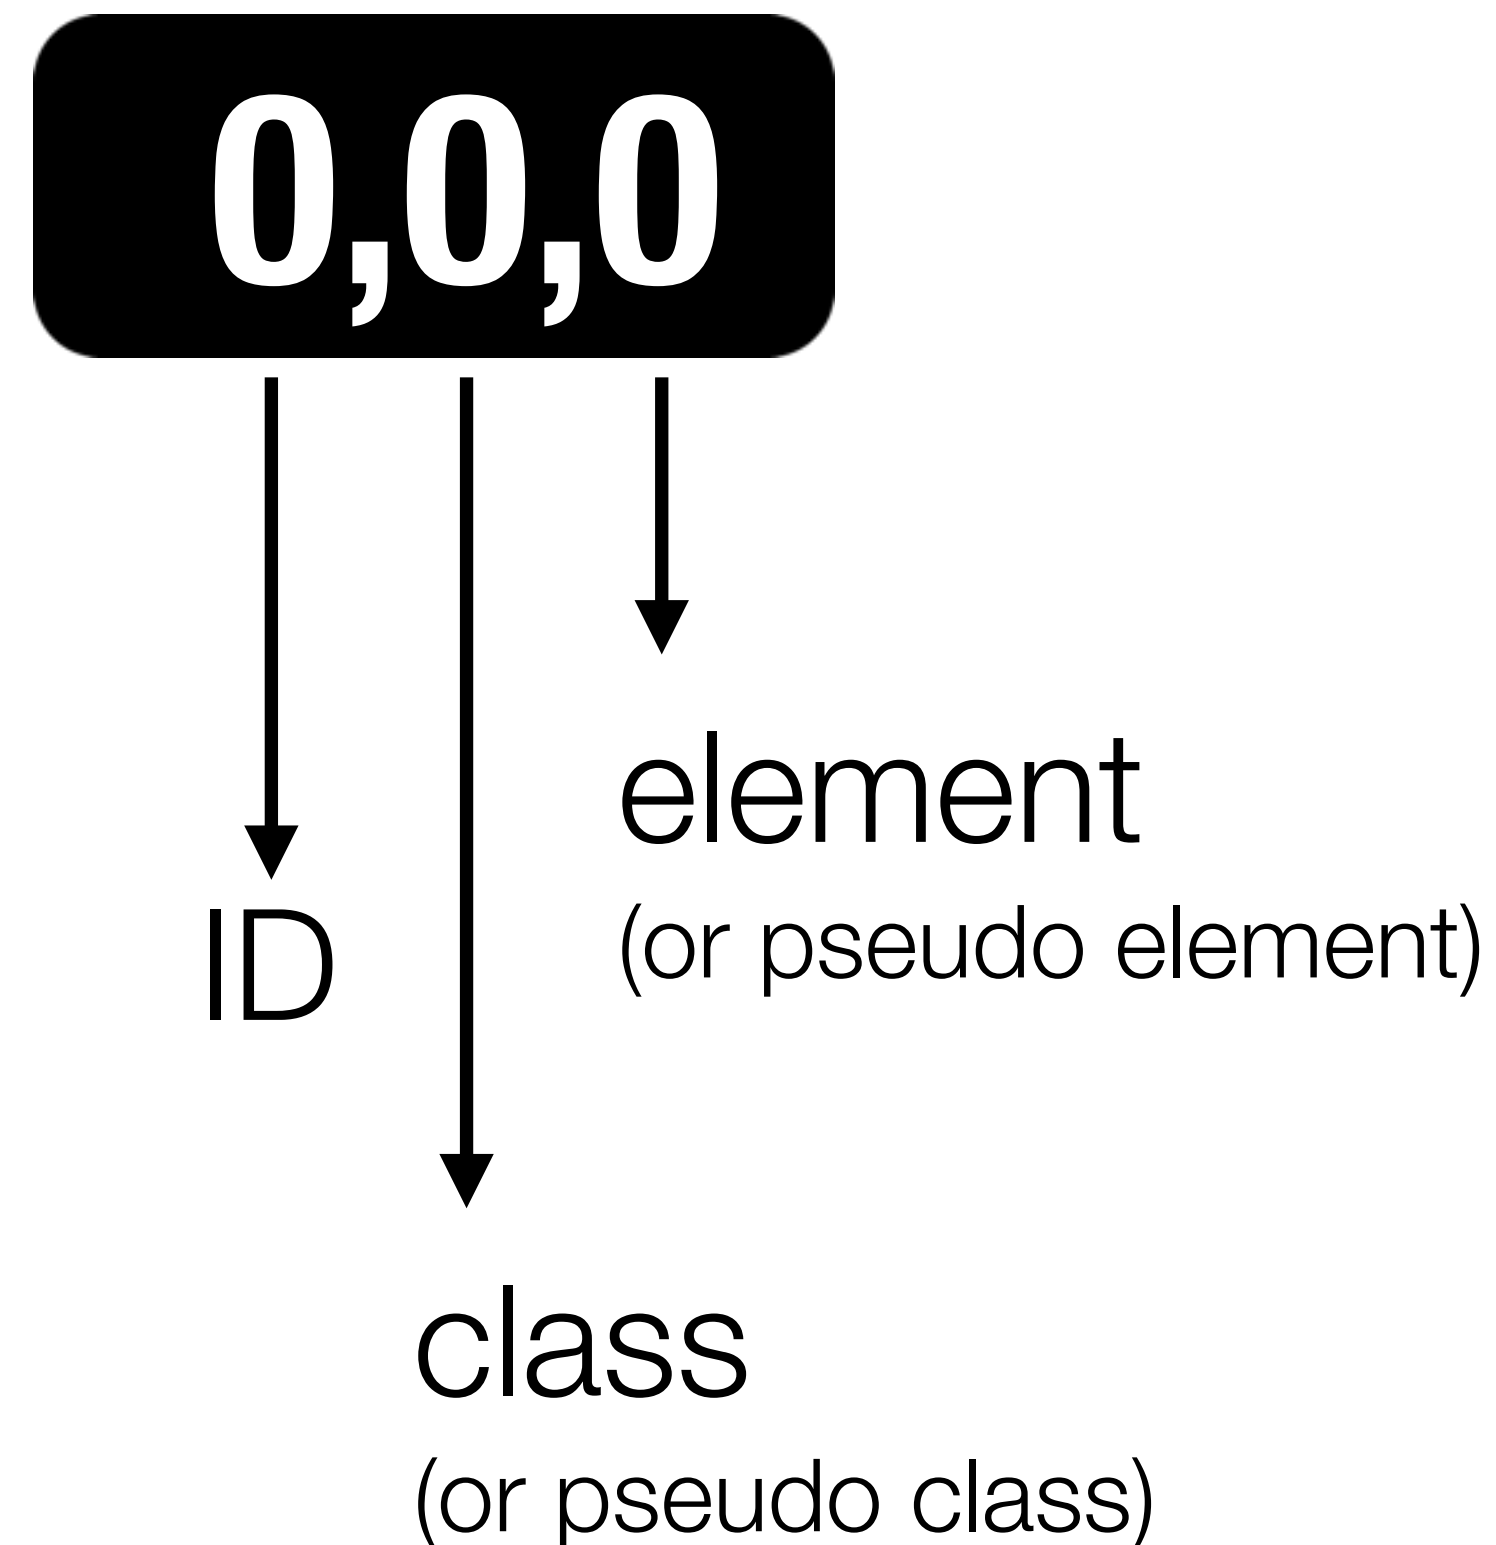 0,0,0
element
(or pseudo element)
ID
class
(or pseudo class)